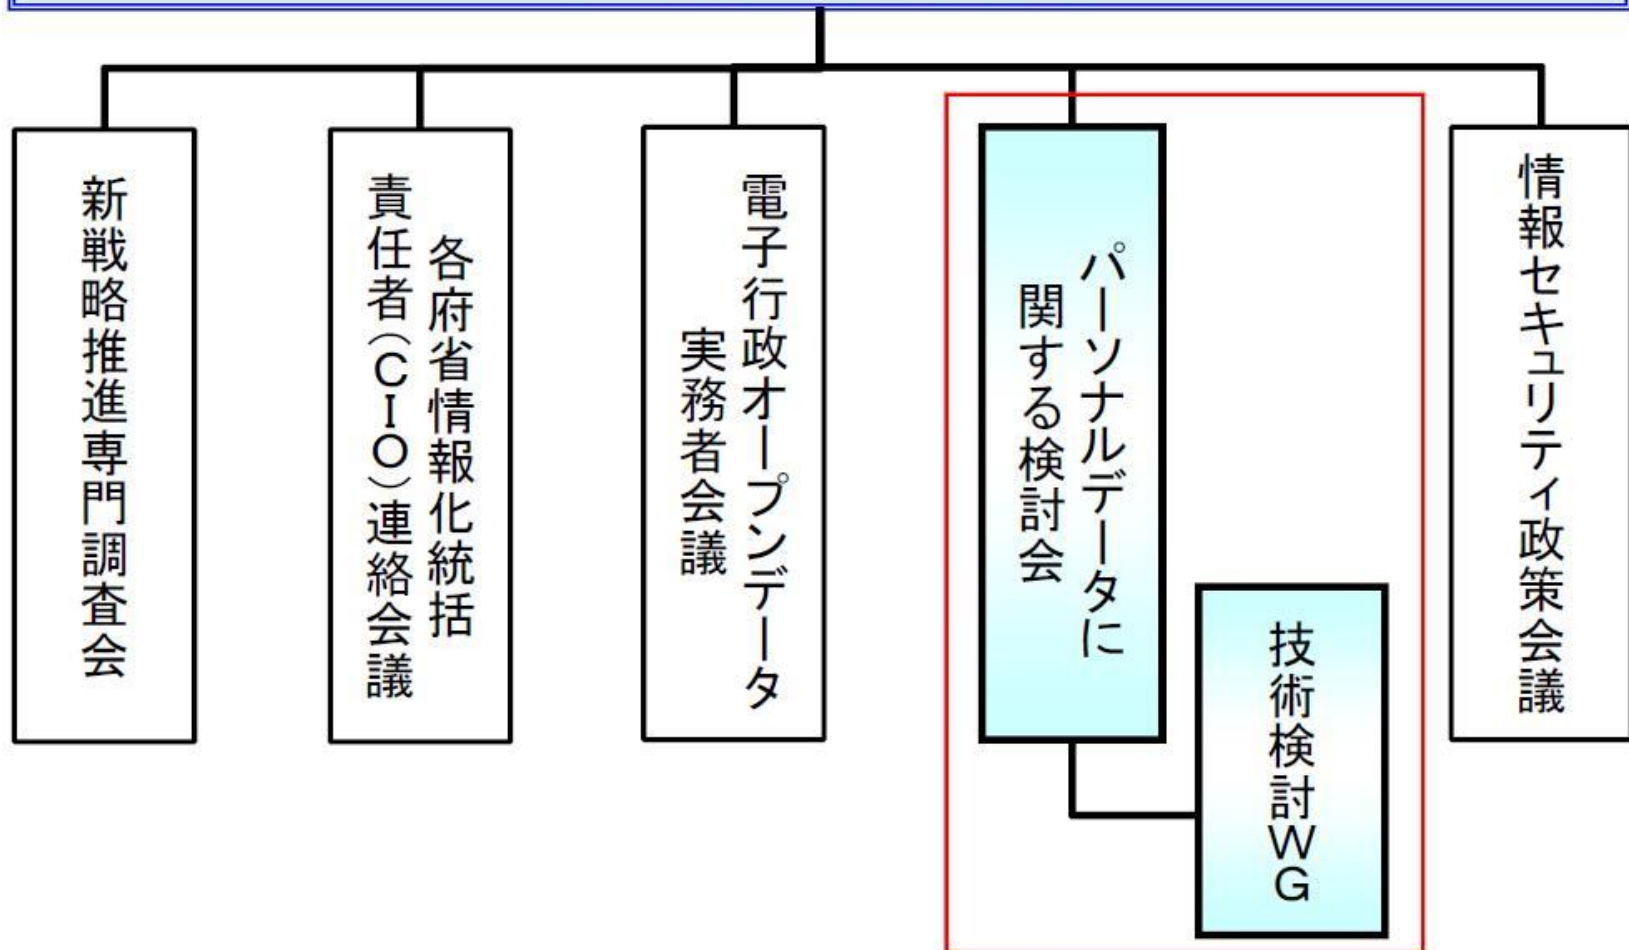 新戦略推進専門調査会
各府省情報化統括
責任者（ＣＩＯ）連絡会議
電子行政オープンデータ
実務者会議
パーソナルデータに
関する検討会
技術検討ＷＧ
情報セキュリティ政策会議